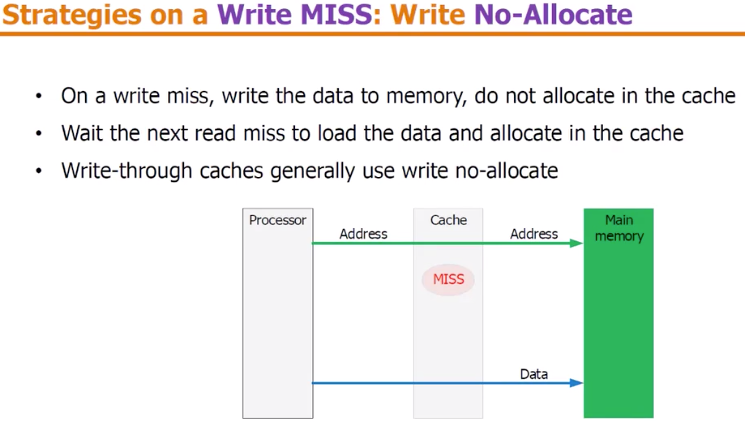 Strategies on a Write MISS: Write No-Allocate
• On a write miss, write the data to memory, do not allocate in the cache
• Wait the next read miss to load the data and allocate in the cache
• Write-through caches generally use write no-allocate
Processor
Cache
Main
memory
Address
Address
MISS
Data